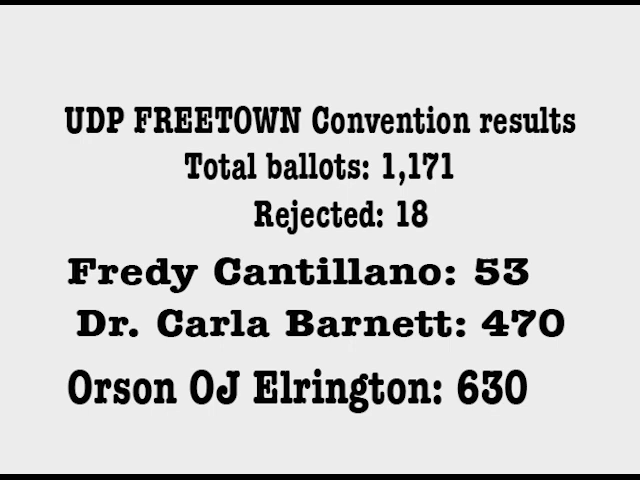 UDP FREETOWN Convention results
Total ballots: 1,171
Rejected: 18
Fredy Cantillano: 53
Dr. Carla Barnett: 470
Orson OJ Elrington: 630